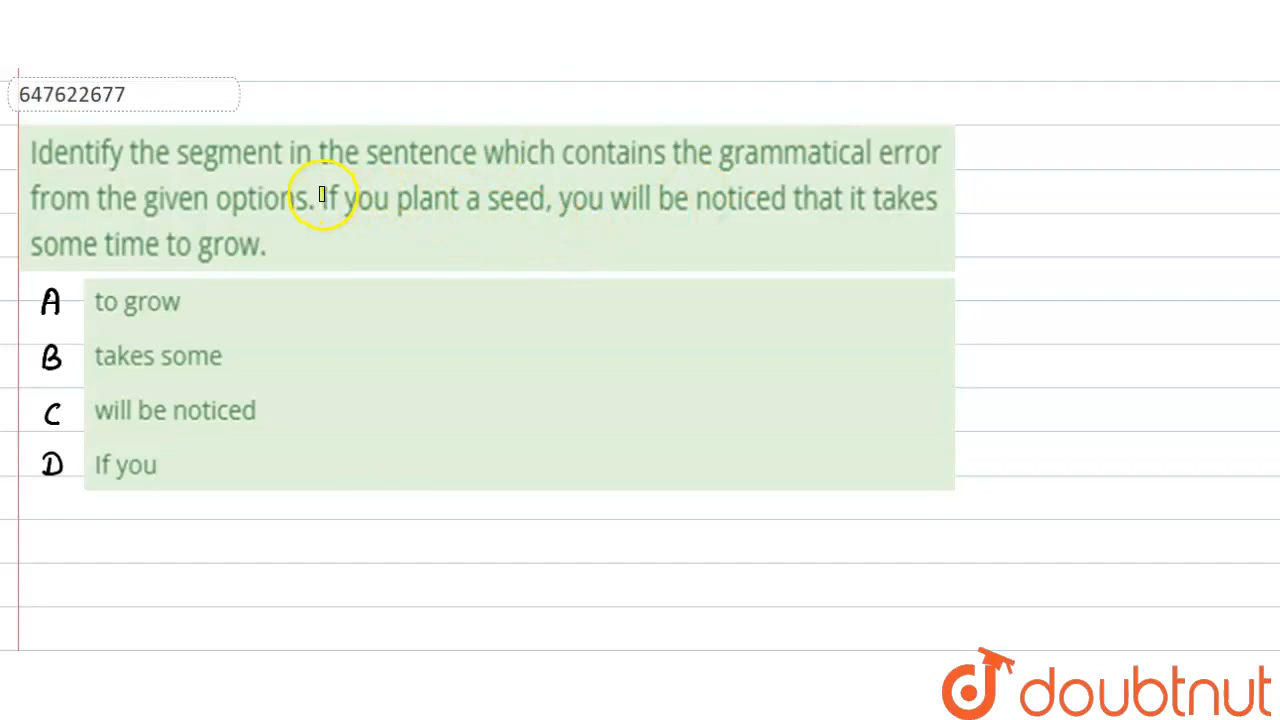 647622677
Identify the segment in the sentence which contains the grammatical error
from the given options. If you plant a seed, you will be noticed that it takes
some time to grow.
A to grow
B takes some
C will be noticed
D If you
doubtnut